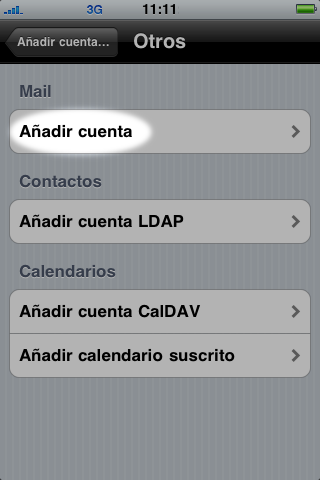 3G 11:11
Añadir cuenta... Otros
Mail
Añadir cuenta
Contactos
Añadir cuenta LDAP
Calendarios
Añadir cuenta CalDAV
Añadir calendario suscrito